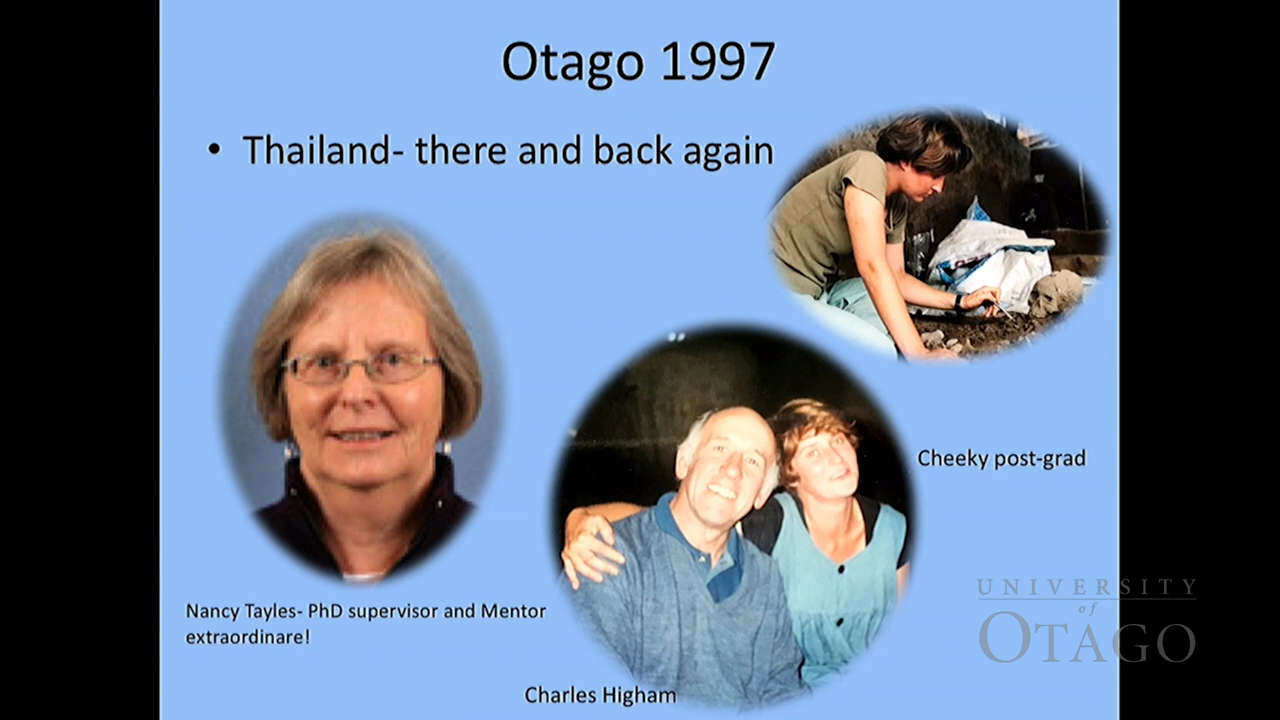 Otago 1997
• Thailand- there and back again
Cheeky post-grad
Nancy Tayles- PhD supervisor and Mentor
extraordinare!
Charles Higham
UNIVERSITY
of
OTAGO